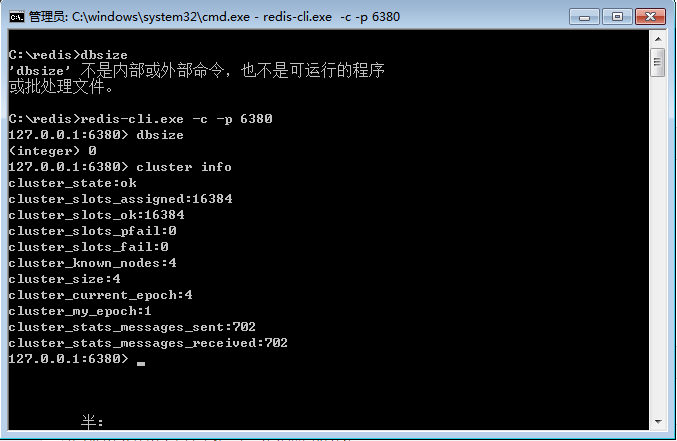 管理员: C:\windows\system32\cmd.exe - redis-cli.exe -c -p 6380
C:\redis>dbsize
'dbsize' 不是内部或外部命令，也不是可运行的程序
或批处理文件。
C:\redis>redis-cli.exe -c -p 6380
127.0.0.1:6380> dbsize
(integer) 0
127.0.0.1:6380> cluster info
cluster_state:ok
cluster_slots_assigned:16384
cluster_slots_ok:16384
cluster_slots_pfail:0
cluster_slots_fail:0
cluster_known_nodes:4
cluster_size:4
cluster_current_epoch:4
cluster_my_epoch:1
cluster_stats_messages_sent:702
cluster_stats_messages_received:702
127.0.0.1:6380>
半: